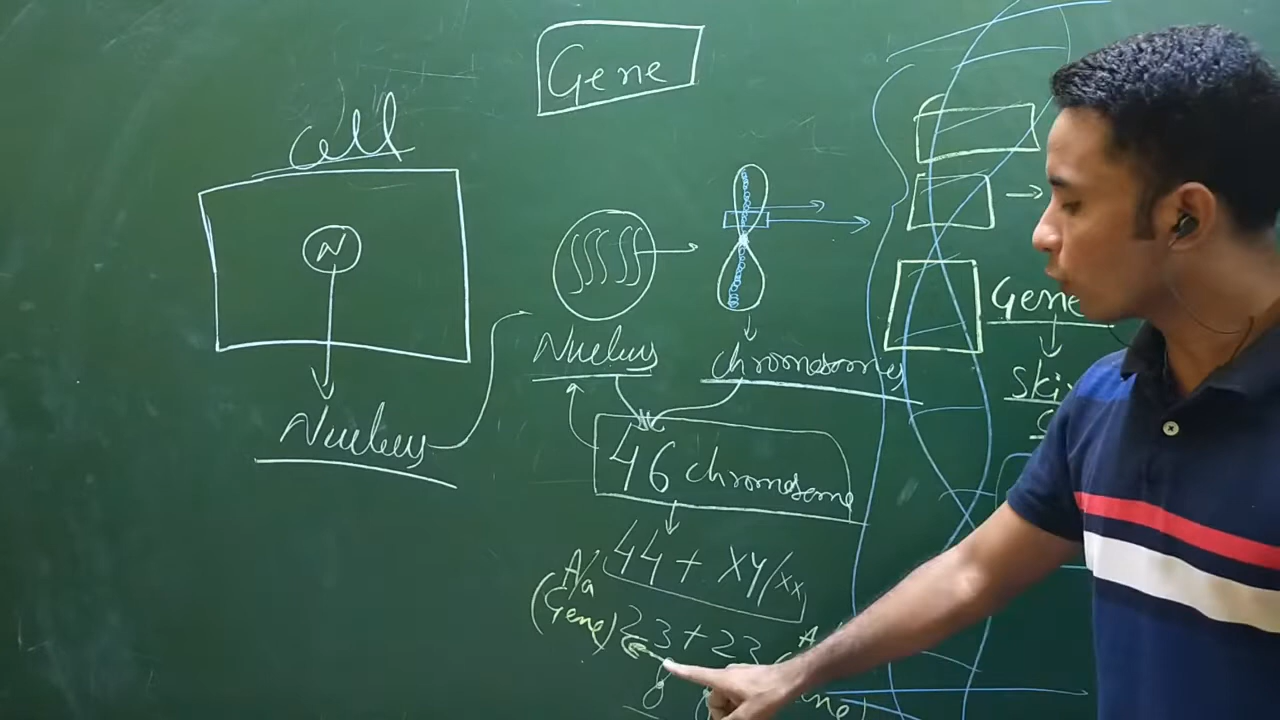 Gene
Cell
N
Nucleus
Nucleus
chromosomes
46 chromosome
44 + XY/XX
A/a
(Gene) 23 + 23
Gene